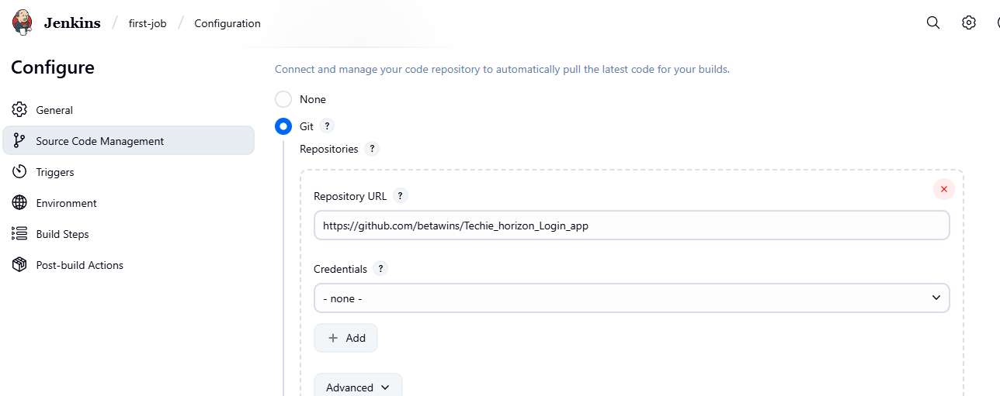 Jenkins / first-job / Configuration
Configure
General
Source Code Management
Triggers
Environment
Build Steps
Post-build Actions
Connect and manage your code repository to automatically pull the latest code for your builds.
None
Git ?
Repositories ?
Repository URL ?
https://github.com/betawins/Techie_horizon_Login_app
Credentials ?
- none -
+ Add
Advanced